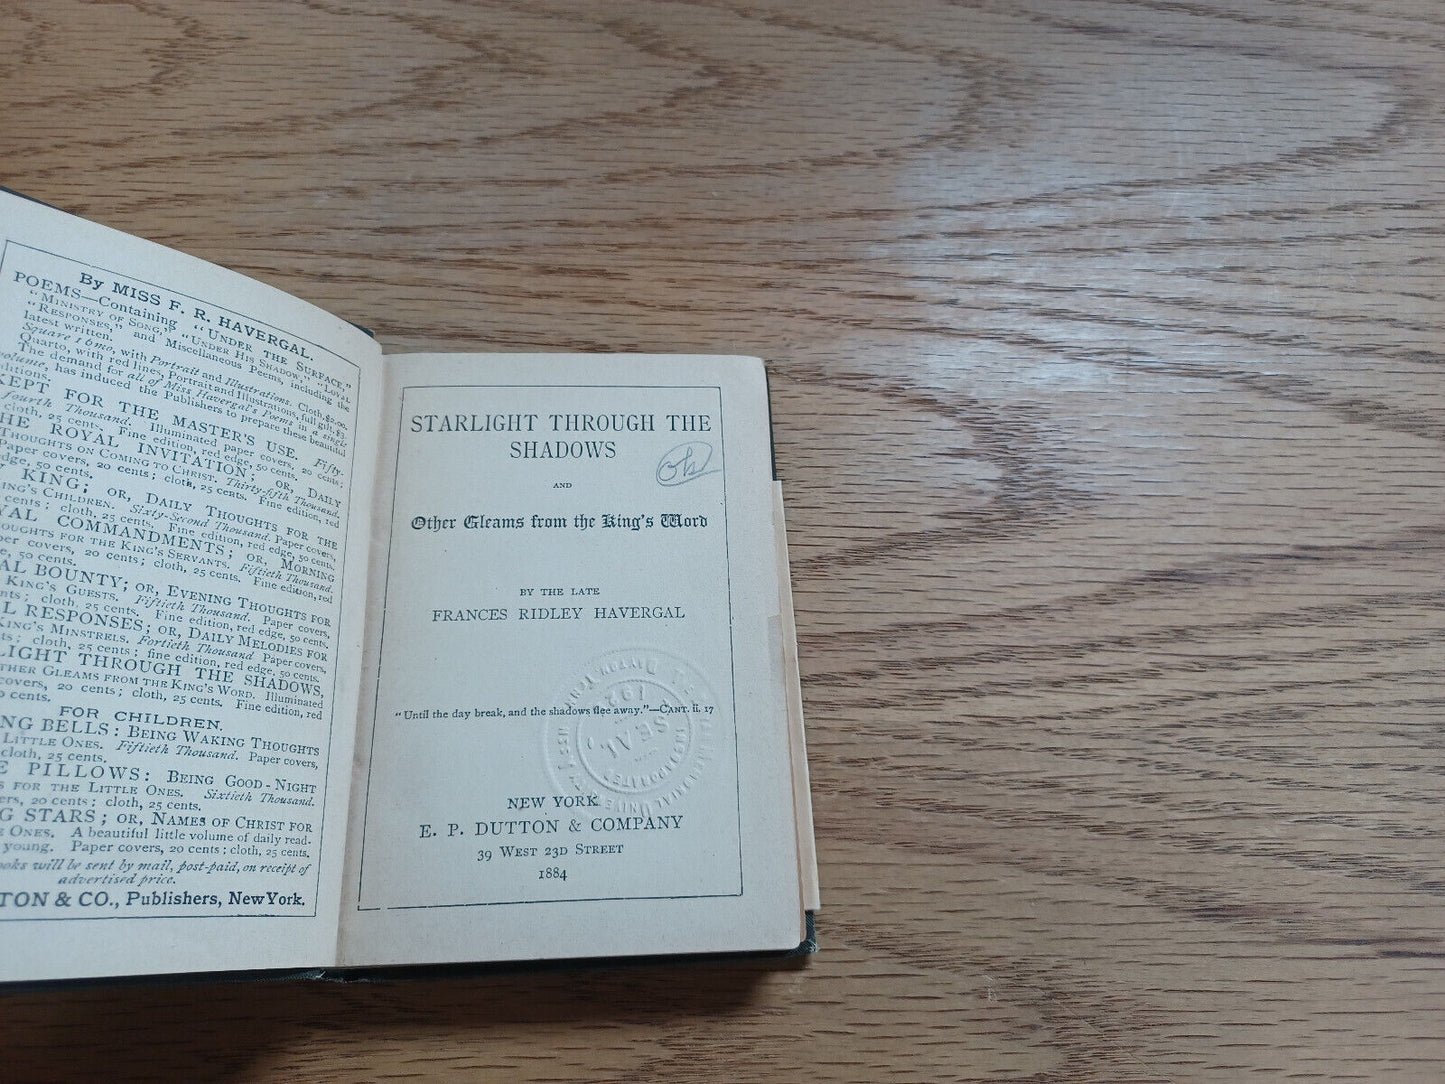 By MISS F. R. HAVERGAL.
POEMS—Containing "Under the Surface,"
"Ministry of Song," "Under His Shadow," "Loyal
"Responses," and Miscellaneous Poems, including the
latest written.
Square 16mo, with Portrait and Illustrations. Cloth, $2.00.
Quarto, with red lines, Portrait and Illustrations, full gilt, $3.
The demand for all of Miss Havergal's Poems in a single
volume, has induced the Publishers to prepare these beautiful
editions
KEPT FOR THE MASTER'S USE. Fifty-
fourth Thousand. Illuminated paper covers, 20 cents;
cloth, 25 cents. Fine edition, red edge, 50 cents.
THE ROYAL INVITATION; or, Daily
Thoughts on Coming to Christ. Thirty-fifth Thousand.
Paper covers, 20 cents; cloth, 25 cents. Fine edition, red
edge, 50 cents.
KING; or, Daily Thoughts for the
King's Children. Sixty-Second Thousand. Paper covers,
cents; cloth, 25 cents. Fine edition, red edge, 50 cents.
COMMANDMENTS; or, Morning
Thoughts for the King's Servants. Fiftieth Thousand.
covers, 20 cents; cloth, 25 cents. Fine edition, red
50 cents.
BOUNTY; or, Evening Thoughts for
King's Guests. Fiftieth Thousand. Paper covers,
cloth, 25 cents. Fine edition, red edge, 50 cents.
RESPONSES; or, Daily Melodies for
King's Minstrels. Fortieth Thousand Paper covers,
cloth, 25 cents; fine edition, red edge, 50 cents.
THROUGH THE SHADOWS,
Gleams from the King's Word. Illuminated
covers, 20 cents; cloth, 25 cents. Fine edition, red
cents.
FOR CHILDREN.
BELLS: Being Waking Thoughts
Little Ones. Fiftieth Thousand. Paper covers,
cloth, 25 cents.
PILLOWS: Being Good-Night
for the Little Ones. Sixtieth Thousand.
20 cents; cloth, 25 cents.
STARS; or, Names of Christ for
Ones. A beautiful little volume of daily read-
young. Paper covers, 20 cents; cloth, 25 cents.
will be sent by mail, post-paid, on receipt of
advertised price.
& CO., Publishers, New York.
STARLIGHT THROUGH THE
SHADOWS
AND
Other Gleams from the King's Word
BY THE LATE
FRANCES RIDLEY HAVERGAL
"Until the day break, and the shadows flee away."—Cant. ii. 17
SEAL
NEW YORK
E. P. DUTTON & COMPANY
39 West 23d Street
1884